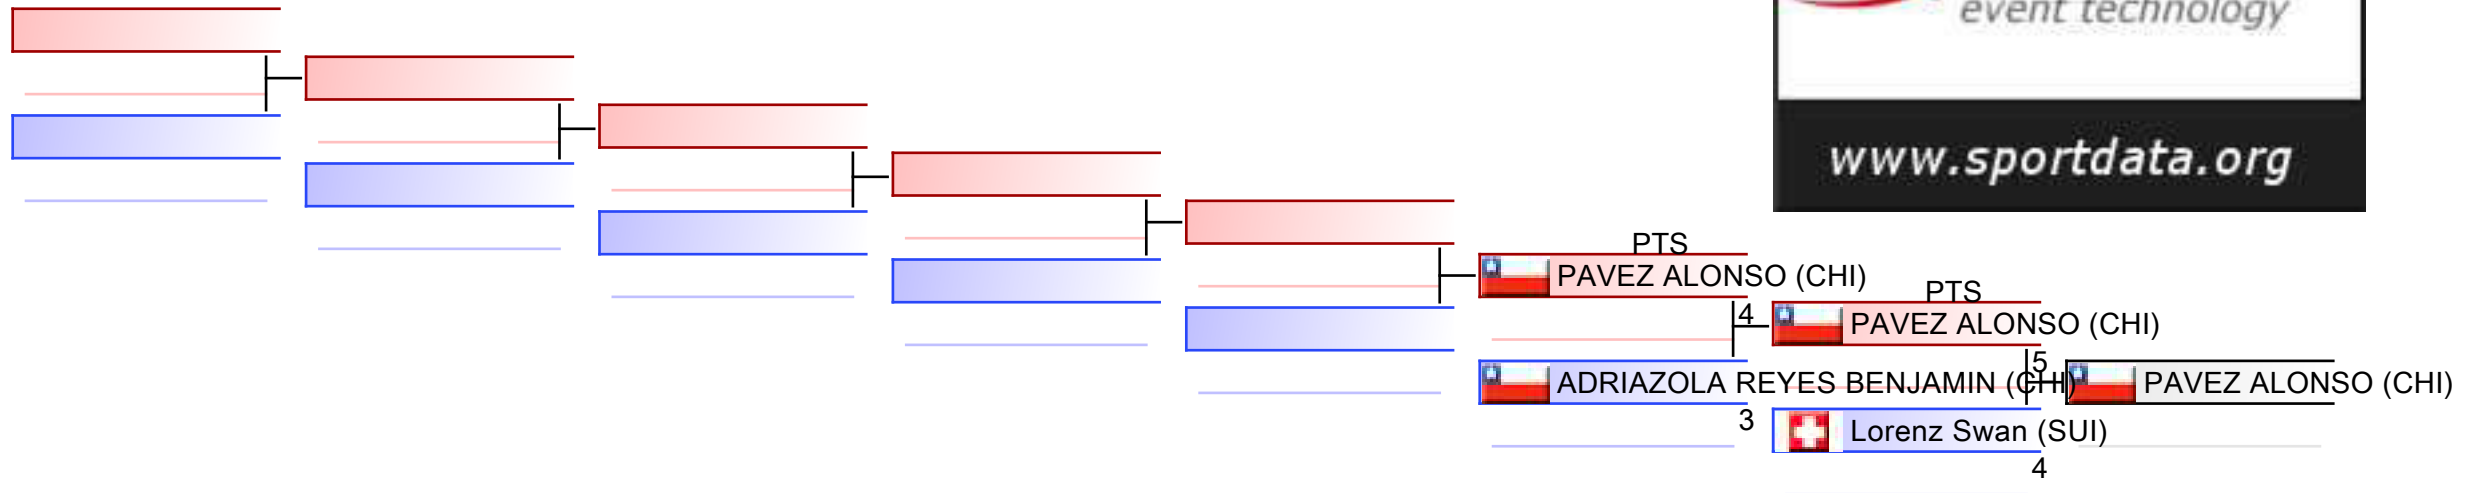 event technology
www.sportdata.org
PTS
PAVEZ ALONSO (CHI)
4
ADRIAZOLA REYES BENJAMIN (CHI)
3
PTS
PAVEZ ALONSO (CHI)
5
Lorenz Swan (SUI)
4
PAVEZ ALONSO (CHI)